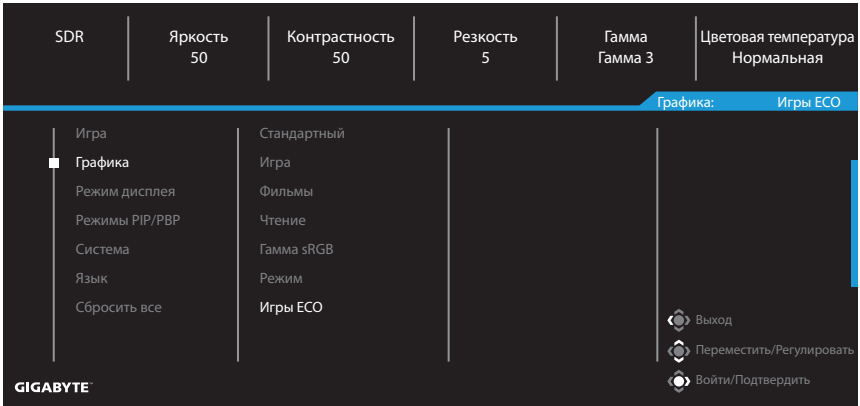 SDR
Яркость
50
Контрастность
50
Резкость
5
Гамма
Гамма 3
Цветовая температура
Нормальная
Графика: Игры ECO
Игра
Графика
Режим дисплея
Режимы PIP/PBP
Система
Язык
Сбросить все
Стандартный
Игра
Фильмы
Чтение
Гамма sRGB
Режим
Игры ECO
Выход
Переместить/Регулировать
Войти/Подтвердить
GIGABYTE™